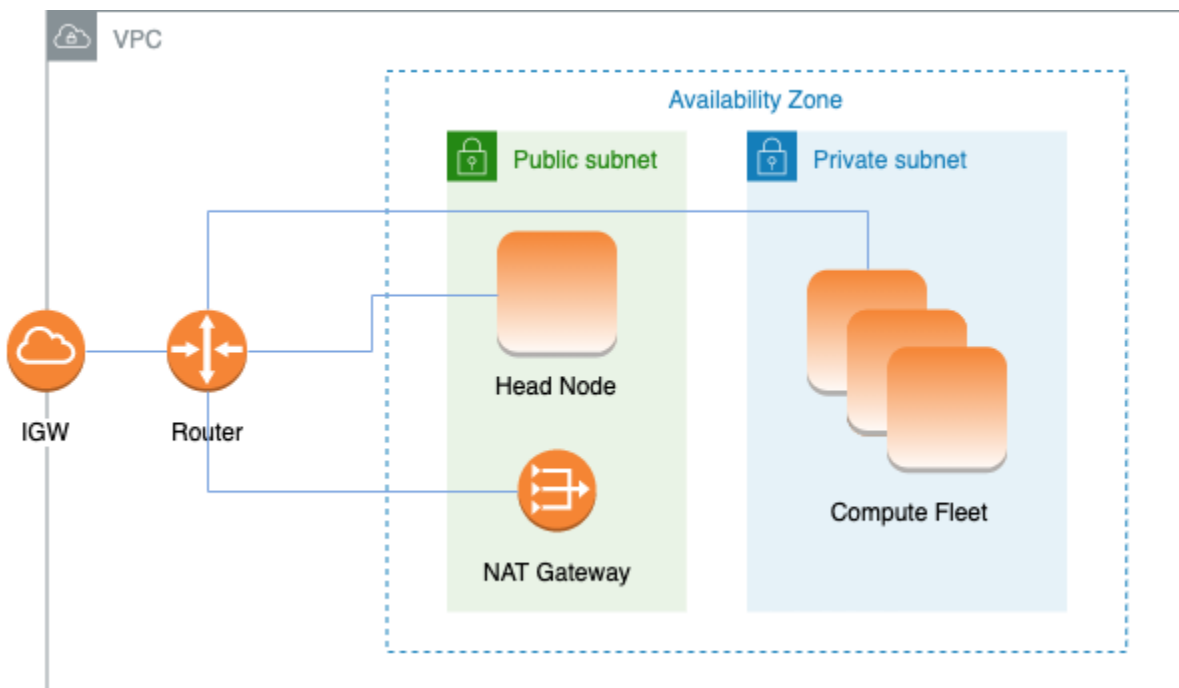 VPC
Availability Zone
Public subnet
Private subnet
Head Node
IGW
Router
Compute Fleet
NAT Gateway